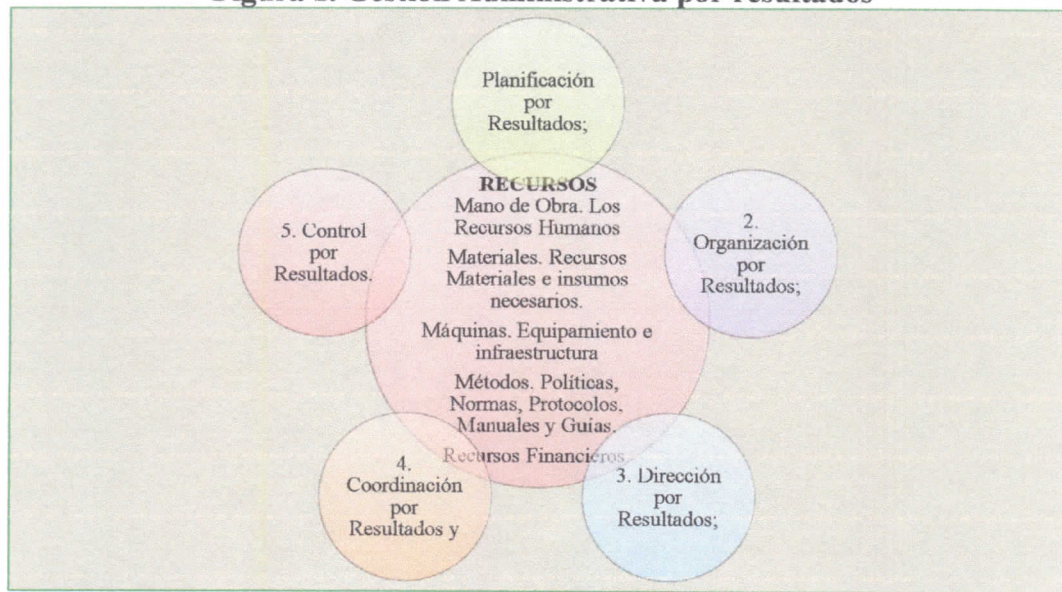 Figura 1. Gestión Administrativa por resultados
Planificación
por
Resultados;
RECURSOS
Mano de Obra. Los
Recursos Humanos
Materiales. Recursos
Materiales e insumos
necesarios.
Máquinas. Equipamiento e
infraestructura
Métodos. Políticas,
Normas, Protocolos,
Manuales y Guías.
Recursos Financieros
2.
Organización
por
Resultados;
3. Dirección
por
Resultados;
4.
Coordinación
por
Resultados y
5. Control
por
Resultados.